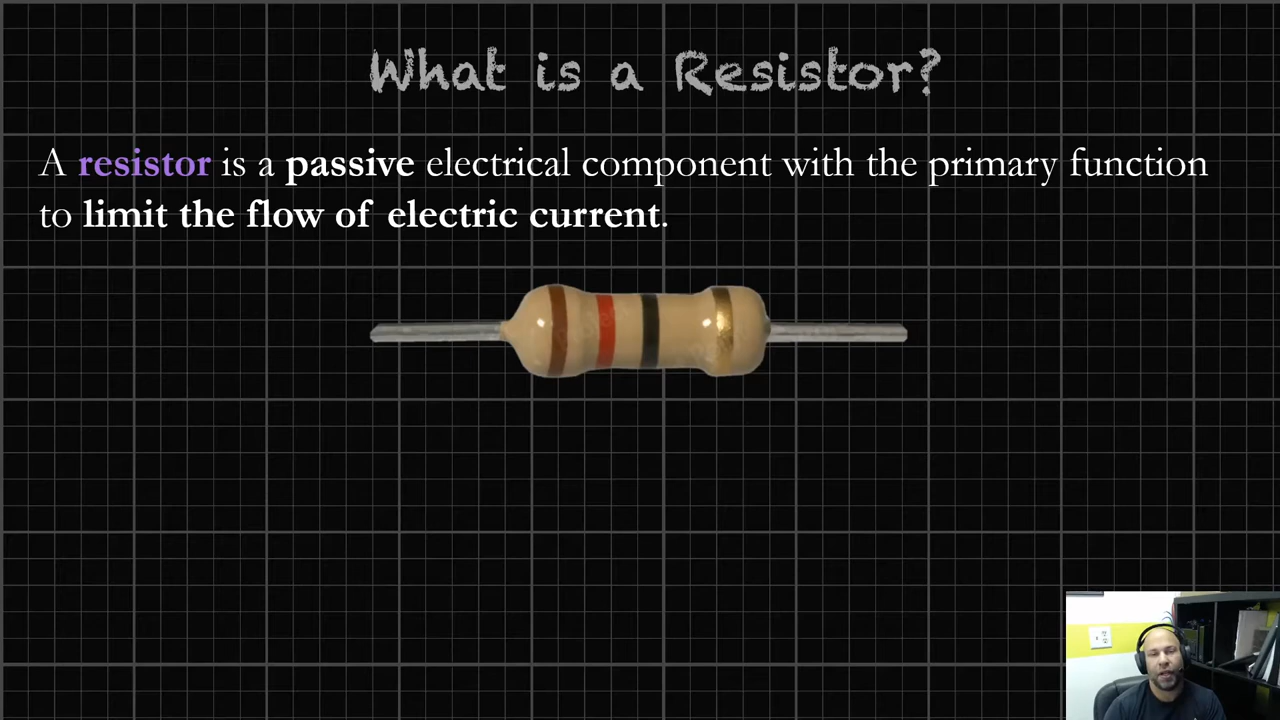 What is a Resistor?
A resistor is a passive electrical component with the primary function
to limit the flow of electric current.